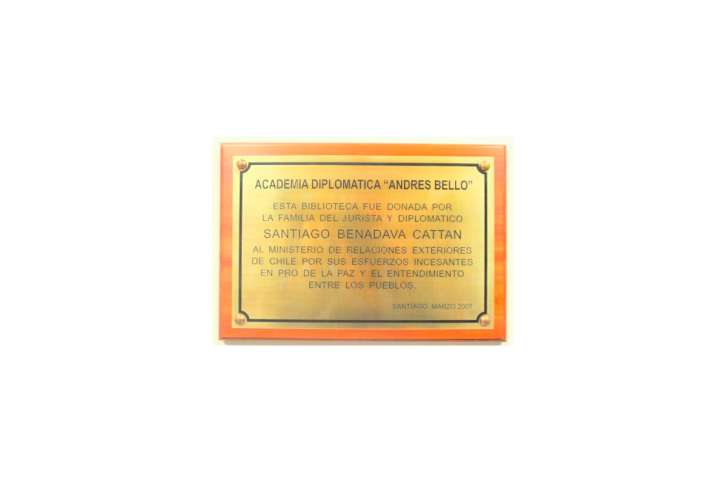 ACADEMIA DIPLOMATICA "ANDRES BELLO"
ESTA BIBLIOTECA FUE DONADA POR
LA FAMILIA DEL JURISTA Y DIPLOMATICO
SANTIAGO BENADAVA CATTAN
AL MINISTERIO DE RELACIONES EXTERIORES
DE CHILE POR SUS ESFUERZOS INCESANTES
EN PRO DE LA PAZ Y EL ENTENDIMIENTO
ENTRE LOS PUEBLOS.
SANTIAGO, MARZO 2007